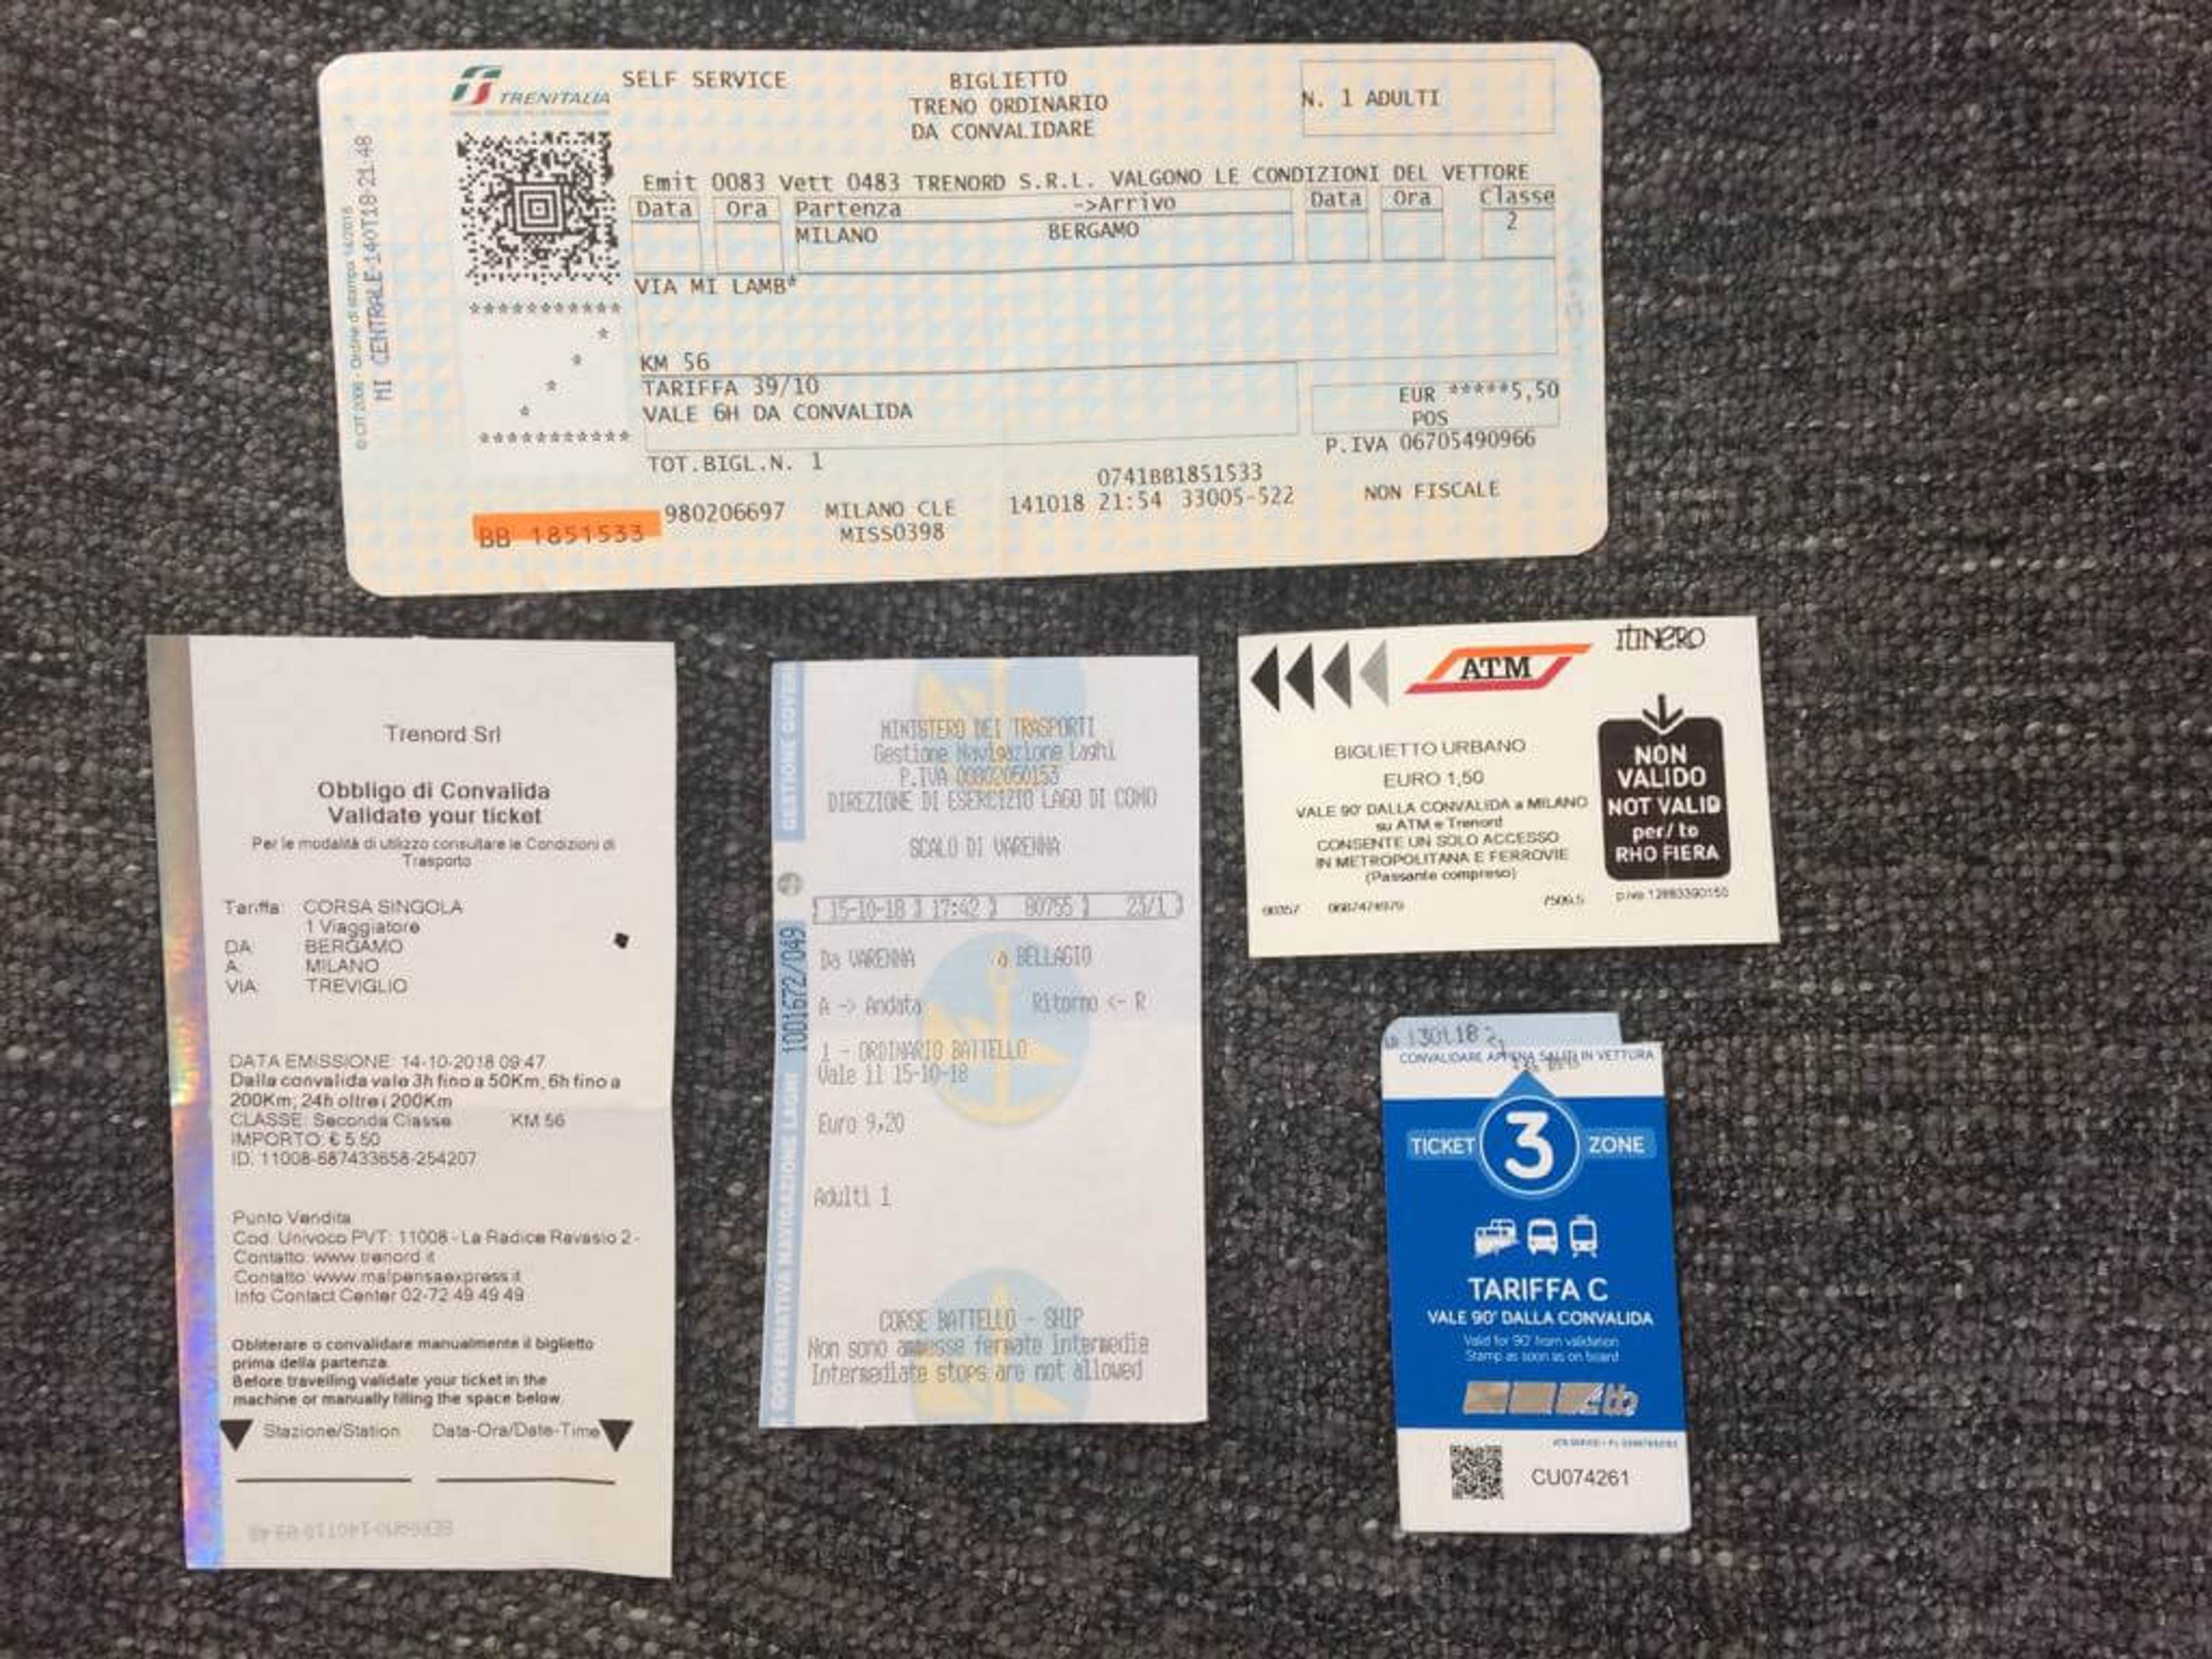 TRENITALIA
SELF SERVICE
BIGLIETTO
TRENO ORDINARIO
DA CONVALIDARE
N. 1 ADULTI
Emit 0083 Vett 0483 TRENORD S.R.L. VALGONO LE CONDIZIONI DEL VETTORE
Data Ora Partenza ->Arrivo Data Ora Classe
MILANO BERGAMO 2
VIA MI LAMB*
***********
*
*
*
*
***********
KM 56
TARIFFA 39/10
VALE 6H DA CONVALIDA
EUR *****5,50
POS
P.IVA 06705490966
TOT.BIGL.N. 1
0741BB1851533
980206697 MILANO CLE 141018 21:54 33005-522 NON FISCALE
MISS0398
BB 1851533
MI CENTRALE
Trenord Srl
Obbligo di Convalida
Validate your ticket
Per le modalità di utilizzo consultare le Condizioni di
Trasporto
Tariffa: CORSA SINGOLA
1 Viaggiatore
DA: BERGAMO
A: MILANO
VIA: TREVIGLIO
DATA EMISSIONE: 14-10-2018 09:47
Dalla convalida vale 3h fino a 50Km, 6h fino a
200Km; 24h oltre i 200Km
CLASSE: Seconda Classe KM 56
IMPORTO: € 5.50
ID. 11008-687433658-254207
Punto Vendita
Cod. Univoco PVT: 11008 - La Radice Ravasio 2 -
Contatto: www.trenord.it
Contatto: www.malpensaexpress.it
Info Contact Center 02-72.49.49.49
Obliterare o convalidare manualmente il biglietto
prima della partenza.
Before travelling validate your ticket in the
machine or manually filling the space below.
Stazione/Station Data-Ora/Date-Time
MINISTERO DEI TRASPORTI
Gestione Navigazione Laghi
P.IVA 00802050153
DIREZIONE DI ESERCIZIO LAGO DI COMO
SCALO DI VARENNA
15-10-18 17:42 80755 23/1
Da VARENNA a BELLAGIO
A -> Andata Ritorno <- R
1 - ORDINARIO BATTELLO
Vale il 15-10-18
Euro 9,20
Adulti 1
CORSE BATTELLO - SHIP
Non sono ammesse fermate intermedie
Intermediate stops are not allowed
GESTIONE GOVER
1001672/049
GOVERNATIVA NAVIGAZIONE LAGHI
ATM
ITINERO
BIGLIETTO URBANO
EURO 1,50
VALE 90' DALLA CONVALIDA a MILANO
su ATM e Trenord
CONSENTE UN SOLO ACCESSO
IN METROPOLITANA E FERROVIE
(Passante compreso)
NON
VALIDO
NOT VALID
per/to
RHO FIERA
CONVALIDARE APPENA SALITI IN VETTURA
TICKET 3 ZONE
TARIFFA C
VALE 90' DALLA CONVALIDA
Valid for 90' from validation
Stamp as soon as on board
atb
CU074261